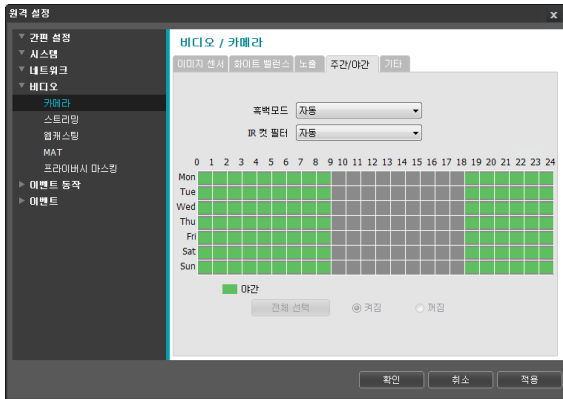 원격 설정
x
간편 설정
시스템
네트워크
비디오
카메라
스트리밍
웹캐스팅
MAT
프라이버시 마스킹
이벤트 동작
이벤트
비디오 / 카메라
이미지 센서 화이트 밸런스 노출 주간/야간 기타
흑백모드 자동
IR 컷 필터 자동
0 1 2 3 4 5 6 7 8 9 10 11 12 13 14 15 16 17 18 19 20 21 22 23 24
Mon
Tue
Wed
Thu
Fri
Sat
Sun
야간
전체 선택 켜짐 꺼짐
확인 취소 적용